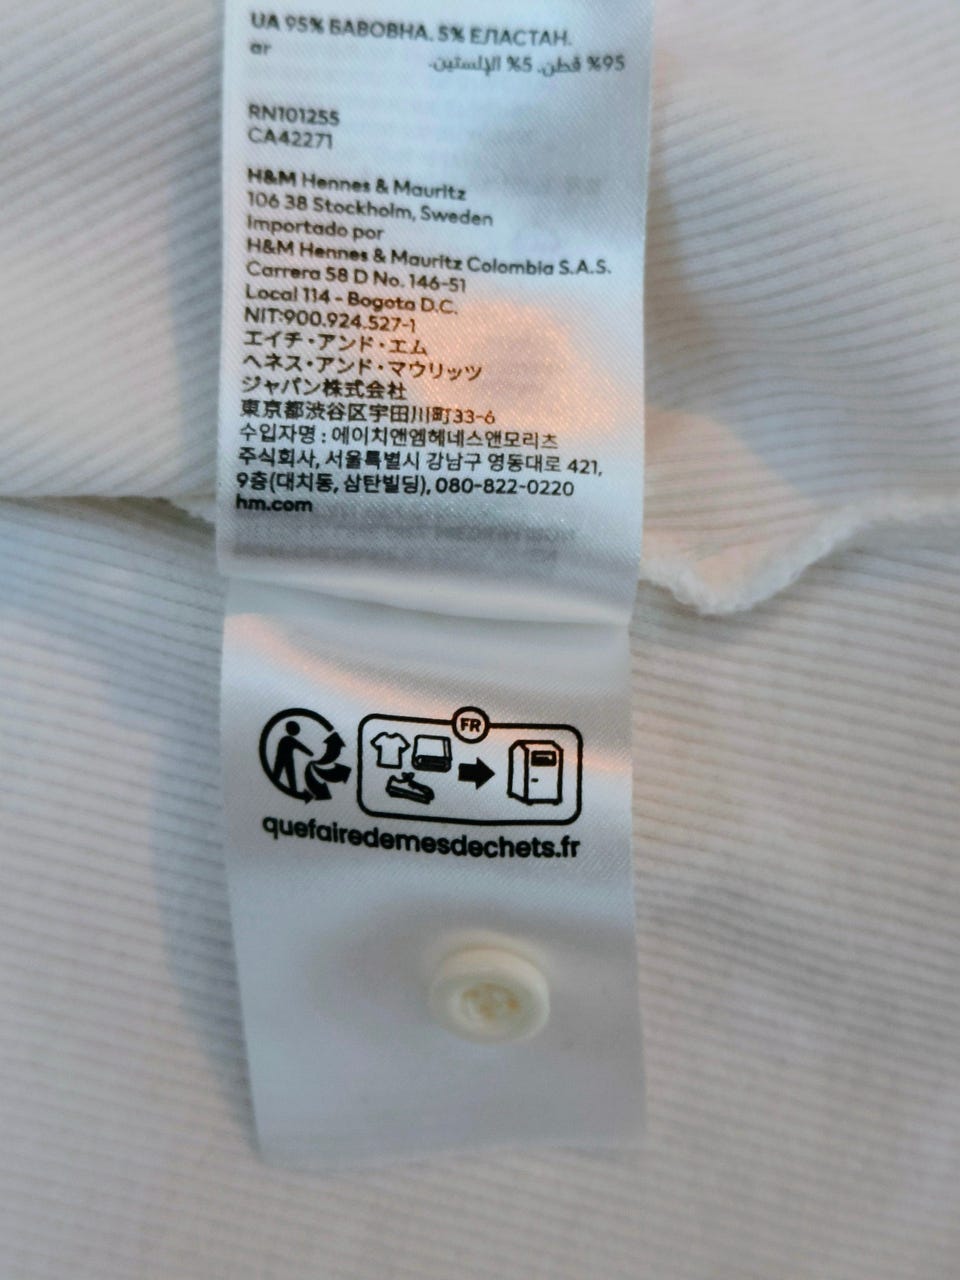 UA 95% БАВОВНА. 5% ЕЛАСТАН.
ar
95% قطن. 5% الإلستين.
RN101255
CA42271
H&M Hennes & Mauritz
106 38 Stockholm, Sweden
Importado por
H&M Hennes & Mauritz Colombia S.A.S.
Carrera 58 D No. 146-51
Local 114 - Bogota D.C.
NIT:900.924.527-1
エイチ・アンド・エム
ヘネス・アンド・マウリッツ
ジャパン株式会社
東京都渋谷区宇田川町33-6
수입자명 : 에이치앤엠헤네스앤모리츠
주식회사, 서울특별시 강남구 영동대로 421,
9층(대치동, 삼탄빌딩), 080-822-0220
hm.com
FR
quefairedemesdechets.fr